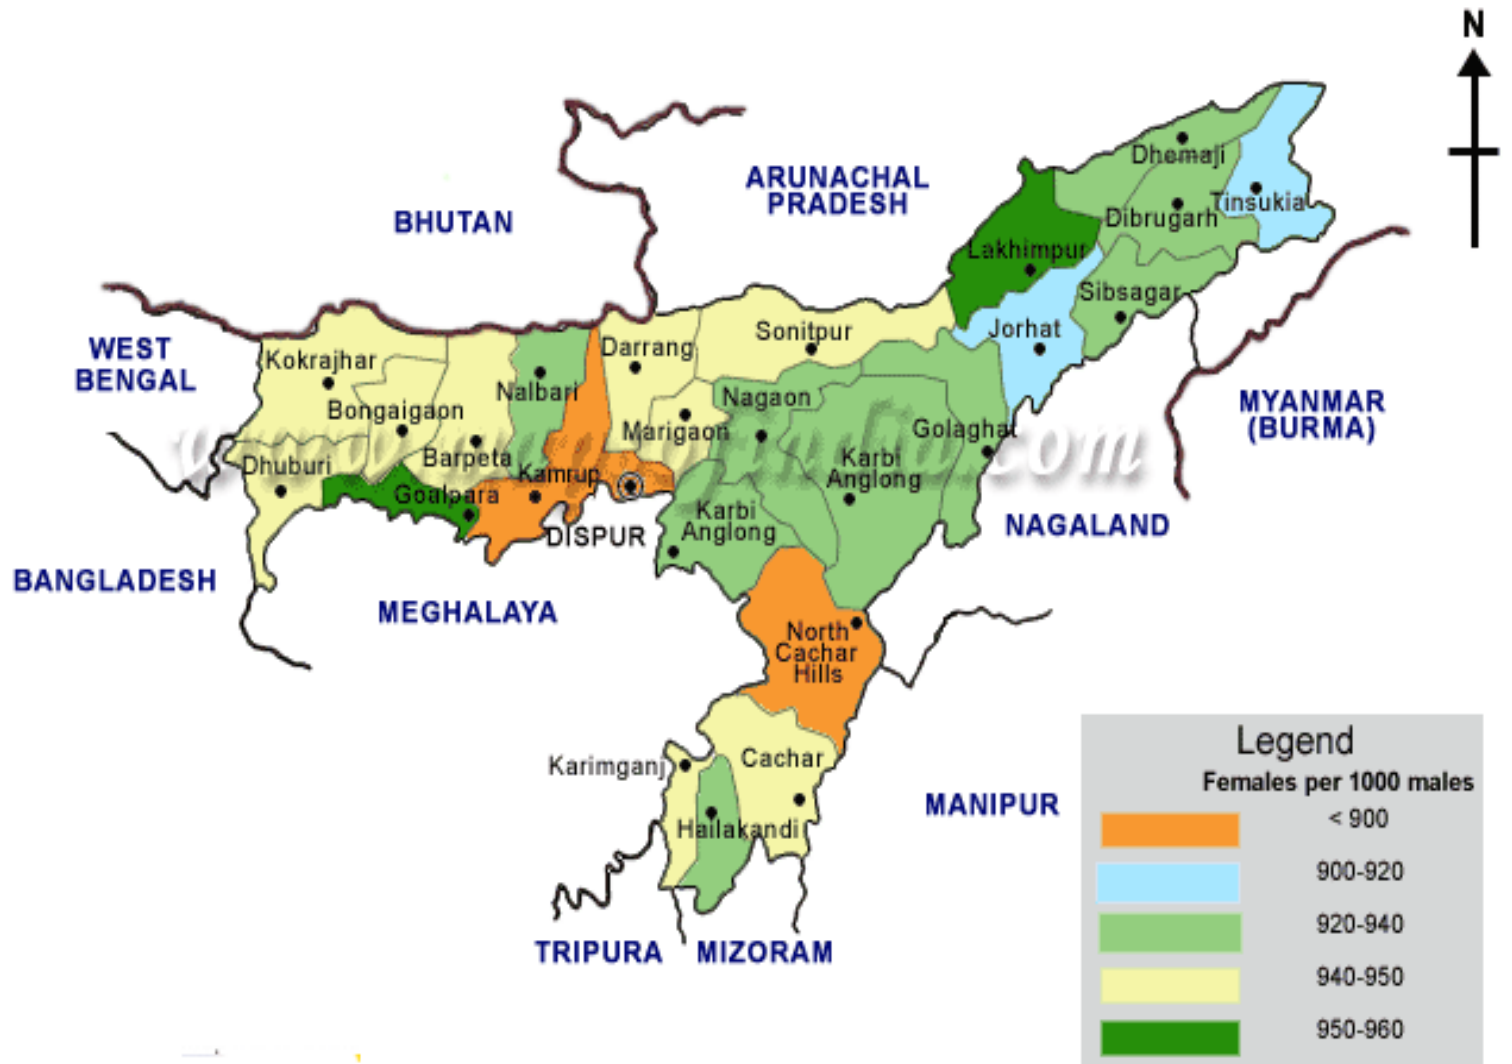 N
ARUNACHAL
PRADESH
BHUTAN
Dhemaji
Tinsukia
Dibrugarh
Lakhimpur
Sibsagar
Jorhat
WEST
BENGAL
Kokrajhar
Darrang
Sonitpur
Nalbari
Bongaigaon
Nagaon
MYANMAR
(BURMA)
Marigaon
Golaghat
Dhuburi
Barpeta
Karbi
Anglong
Goalpara
Kamrup
Karbi
Anglong
DISPUR
NAGALAND
BANGLADESH
MEGHALAYA
North
Cachar
Hills
Karimganj
Cachar
Hailakandi
MANIPUR
TRIPURA
MIZORAM
Legend
Females per 1000 males
< 900
900-920
920-940
940-950
950-960